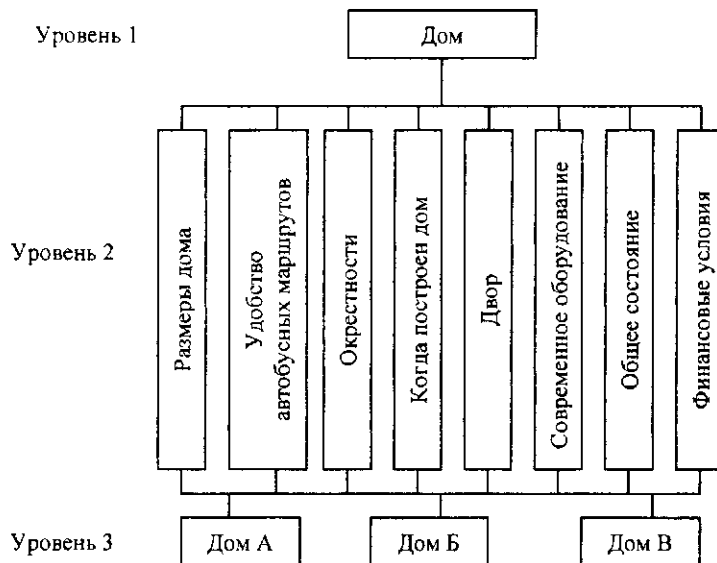 Уровень 1
Дом
Уровень 2
Размеры дома
Удобство
автобусных маршрутов
Окрестности
Когда построен дом
Двор
Современное оборудование
Общее состояние
Финансовые условия
Уровень 3
Дом А
Дом Б
Дом В